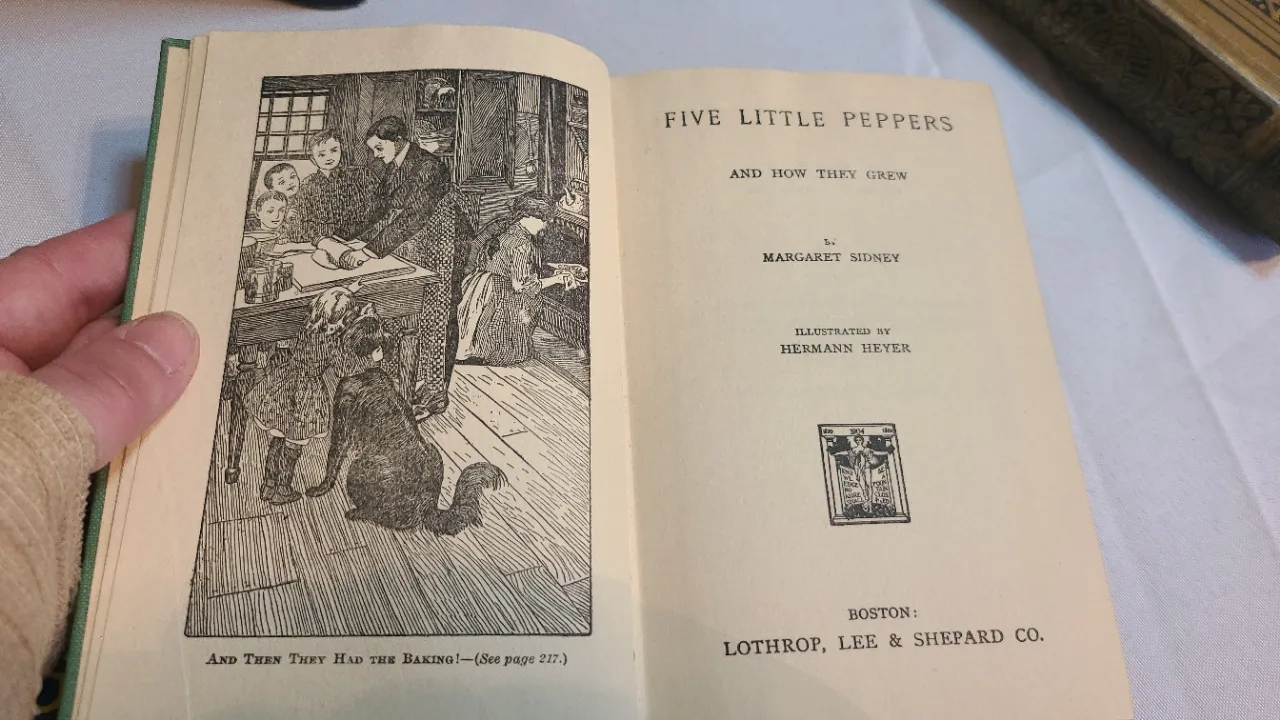 AND THEN THEY HAD THE BAKING!—(See page 217.)
FIVE LITTLE PEPPERS
AND HOW THEY GREW
MARGARET SIDNEY
ILLUSTRATED BY
HERMANN HEYER
1904
BOSTON:
LOTHROP, LEE & SHEPARD CO.